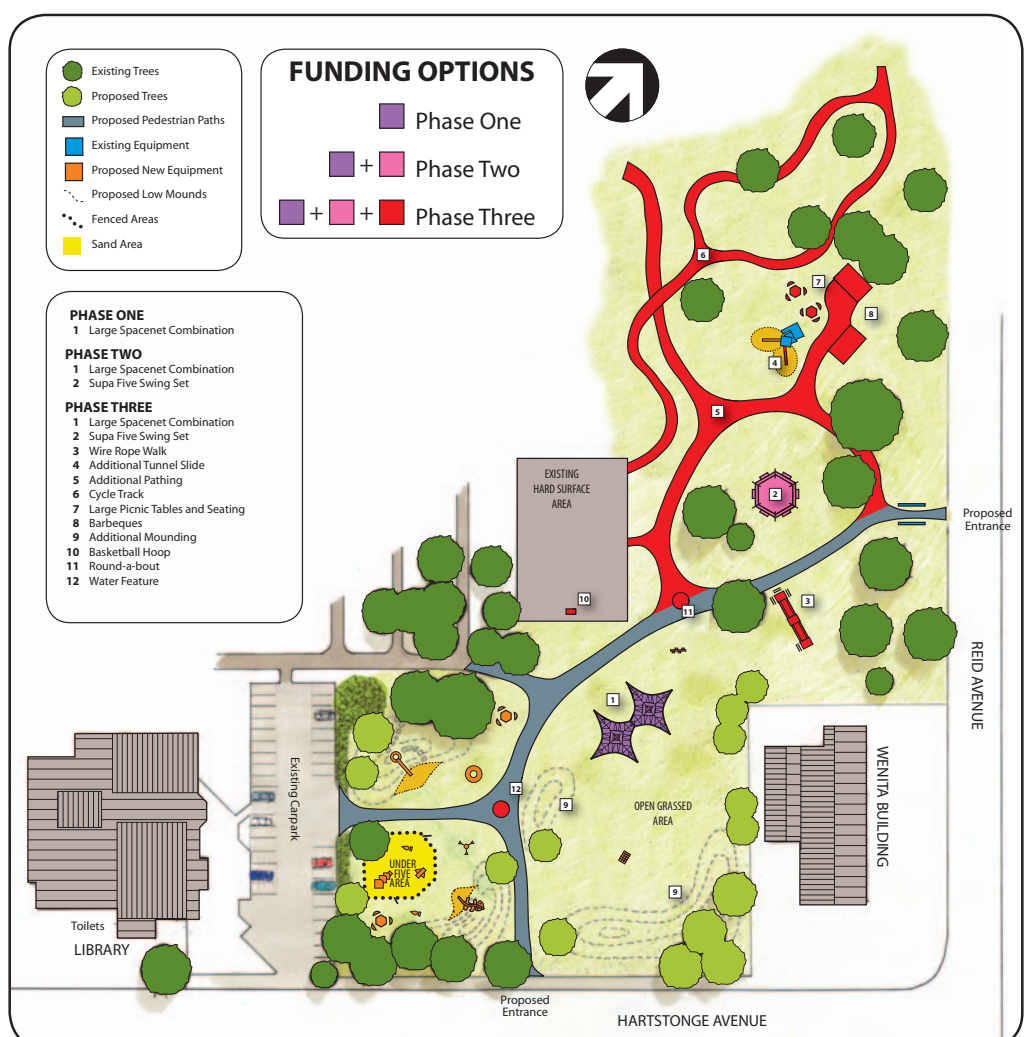 Existing Trees
Proposed Trees
Proposed Pedestrian Paths
Existing Equipment
Proposed New Equipment
Proposed Low Mounds
Fenced Areas
Sand Area
FUNDING OPTIONS
Phase One
+ Phase Two
+ + Phase Three
PHASE ONE
1 Large Spacenet Combination
PHASE TWO
1 Large Spacenet Combination
2 Supa Five Swing Set
PHASE THREE
1 Large Spacenet Combination
2 Supa Five Swing Set
3 Wire Rope Walk
4 Additional Tunnel Slide
5 Additional Pathing
6 Cycle Track
7 Large Picnic Tables and Seating
8 Barbeques
9 Additional Mounding
10 Basketball Hoop
11 Round-a-bout
12 Water Feature
6
7
8
4
5
EXISTING
HARD SURFACE
AREA
2
Proposed
Entrance
10
11
3
REID AVENUE
1
Existing Carpark
12
9
OPEN GRASSED
AREA
WENITA BUILDING
UNDER
FIVE
AREA
9
Toilets
LIBRARY
Proposed
Entrance
HARTSTONGE AVENUE